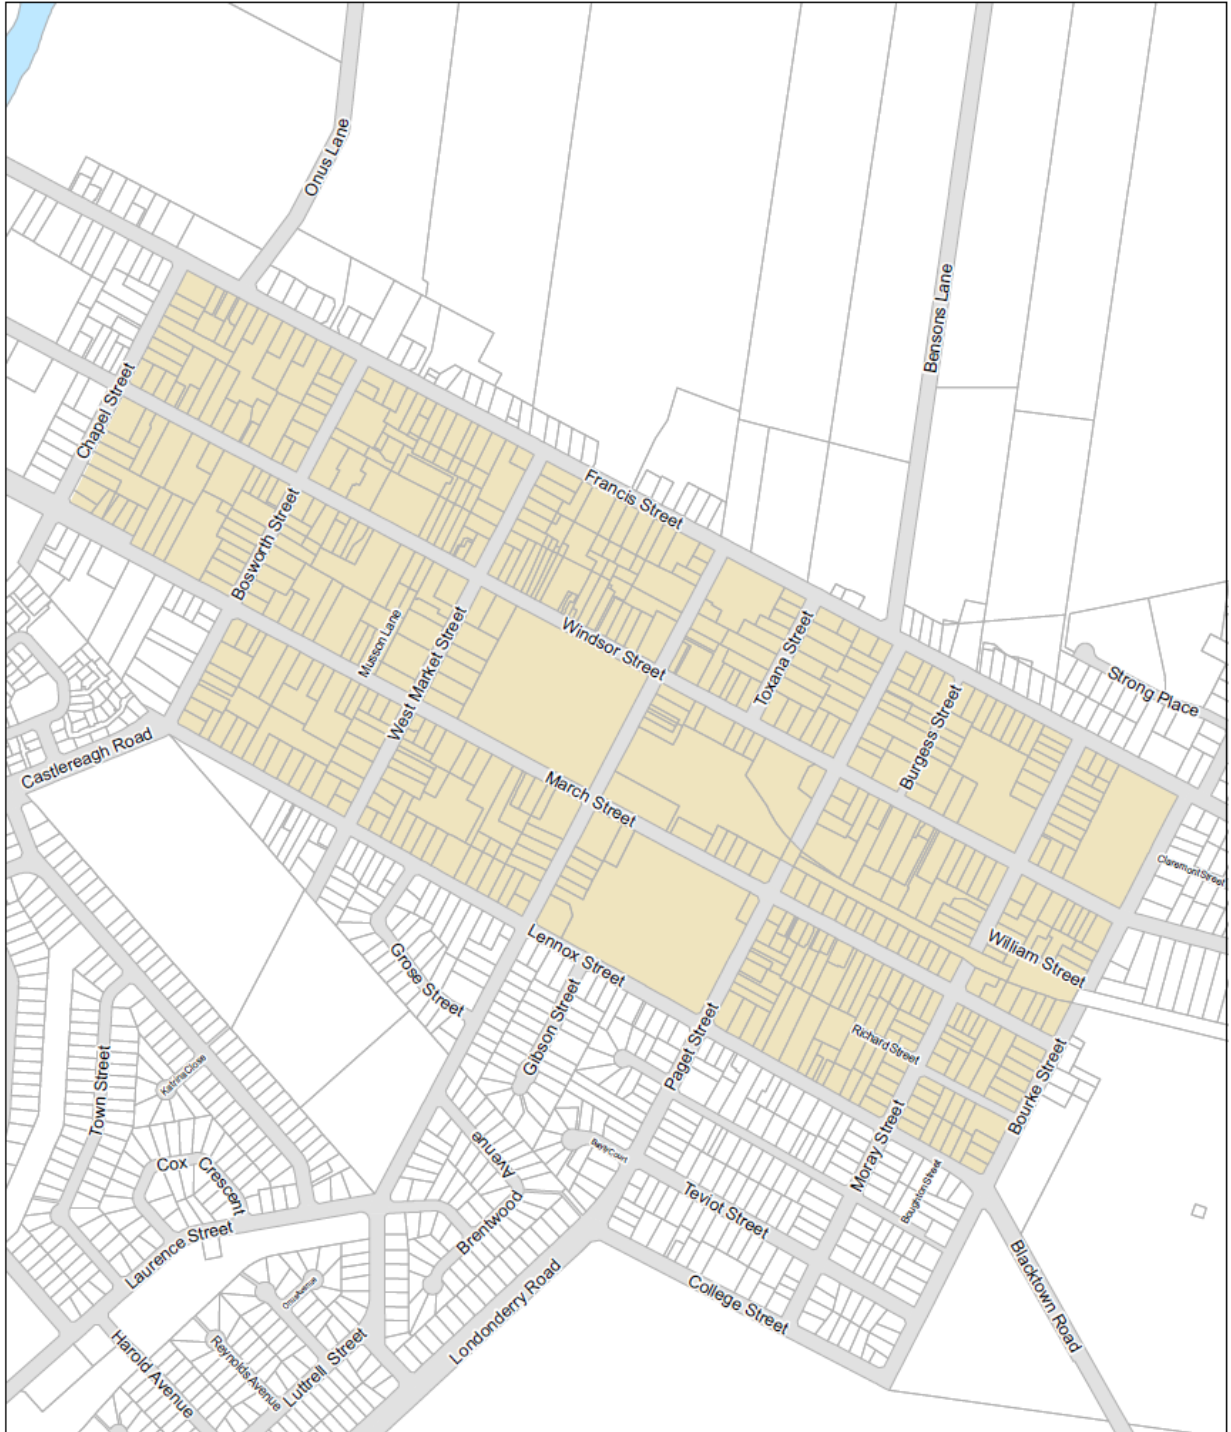 Onus Lane
Bensons Lane
Chapel Street
Francis Street
Bosworth Street
Musson Lane
West Market Street
Windsor Street
Toxana Street
Strong Place
Burgess Street
Castlereagh Road
March Street
Claremont Street
William Street
Lennox Street
Grose Street
Gibson Street
Paget Street
Richard Street
Bourke Street
Town Street
Katrina Close
Moray Street
Avenue
Cox Crescent
Boughton Street
Teviot Street
Brentwood
Laurence Street
College Street
Blacktown Road
Londonderry Road
Harold Avenue
Reynolds Avenue
Luttrell Street